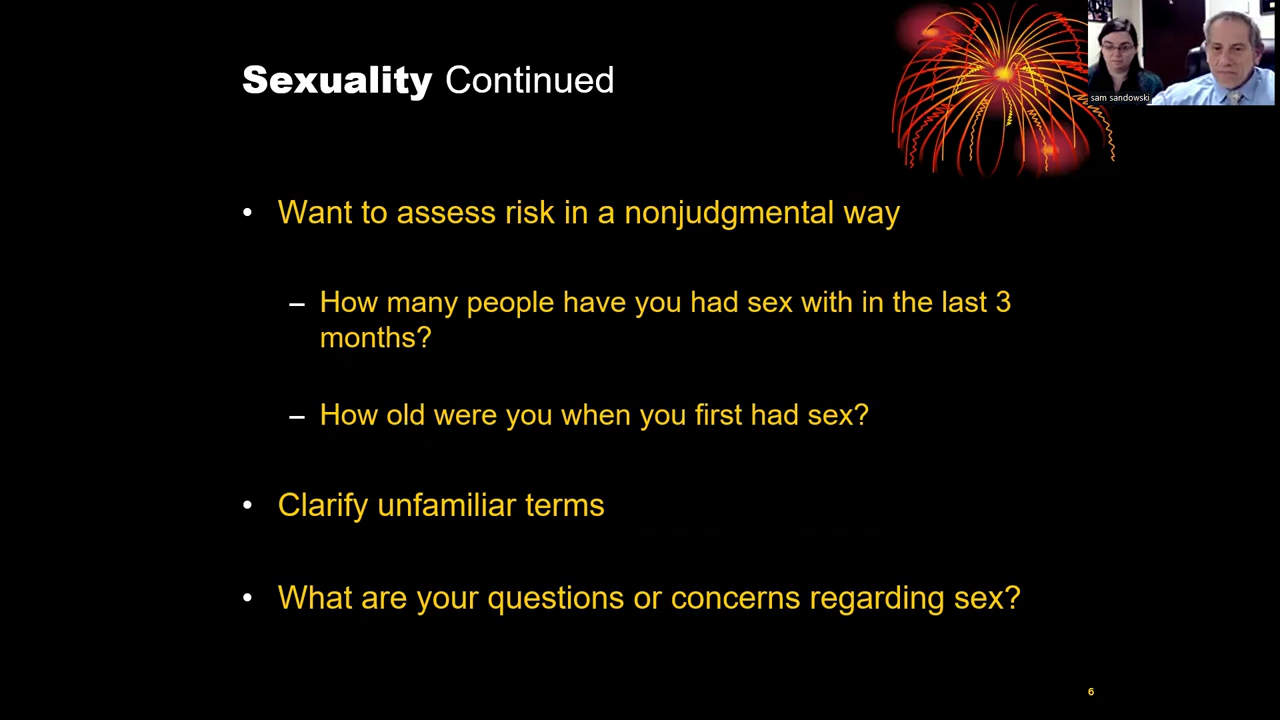 Sexuality Continued
sam sandowski
• Want to assess risk in a nonjudgmental way
– How many people have you had sex with in the last 3
months?
– How old were you when you first had sex?
• Clarify unfamiliar terms
• What are your questions or concerns regarding sex?
6